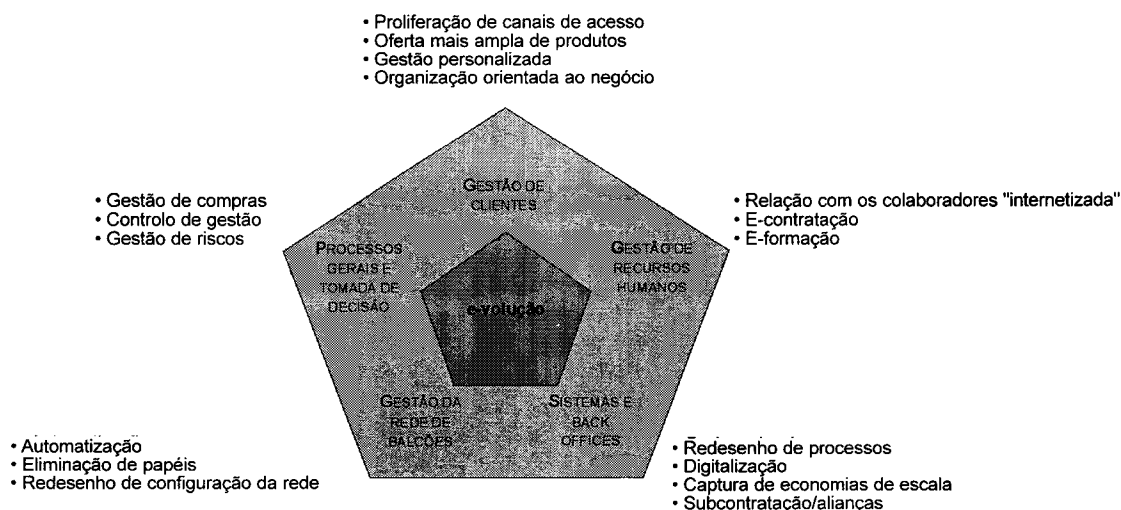 • Proliferação de canais de acesso
• Oferta mais ampla de produtos
• Gestão personalizada
• Organização orientada ao negócio
GESTÃO DE
CLIENTES
• Gestão de compras
• Controlo de gestão
• Gestão de riscos
• Relação com os colaboradores "internetizada"
• E-contratação
• E-formação
PROCESSOS
GERAIS E
TOMADA DE
DECISÃO
GESTÃO DE
RECURSOS
HUMANOS
e-volução
GESTÃO DA
REDE DE
BALCÕES
SISTEMAS E
BACK
OFFICES
• Automatização
• Eliminação de papéis
• Redesenho de configuração da rede
• Redesenho de processos
• Digitalização
• Captura de economias de escala
• Subcontratação/alianças